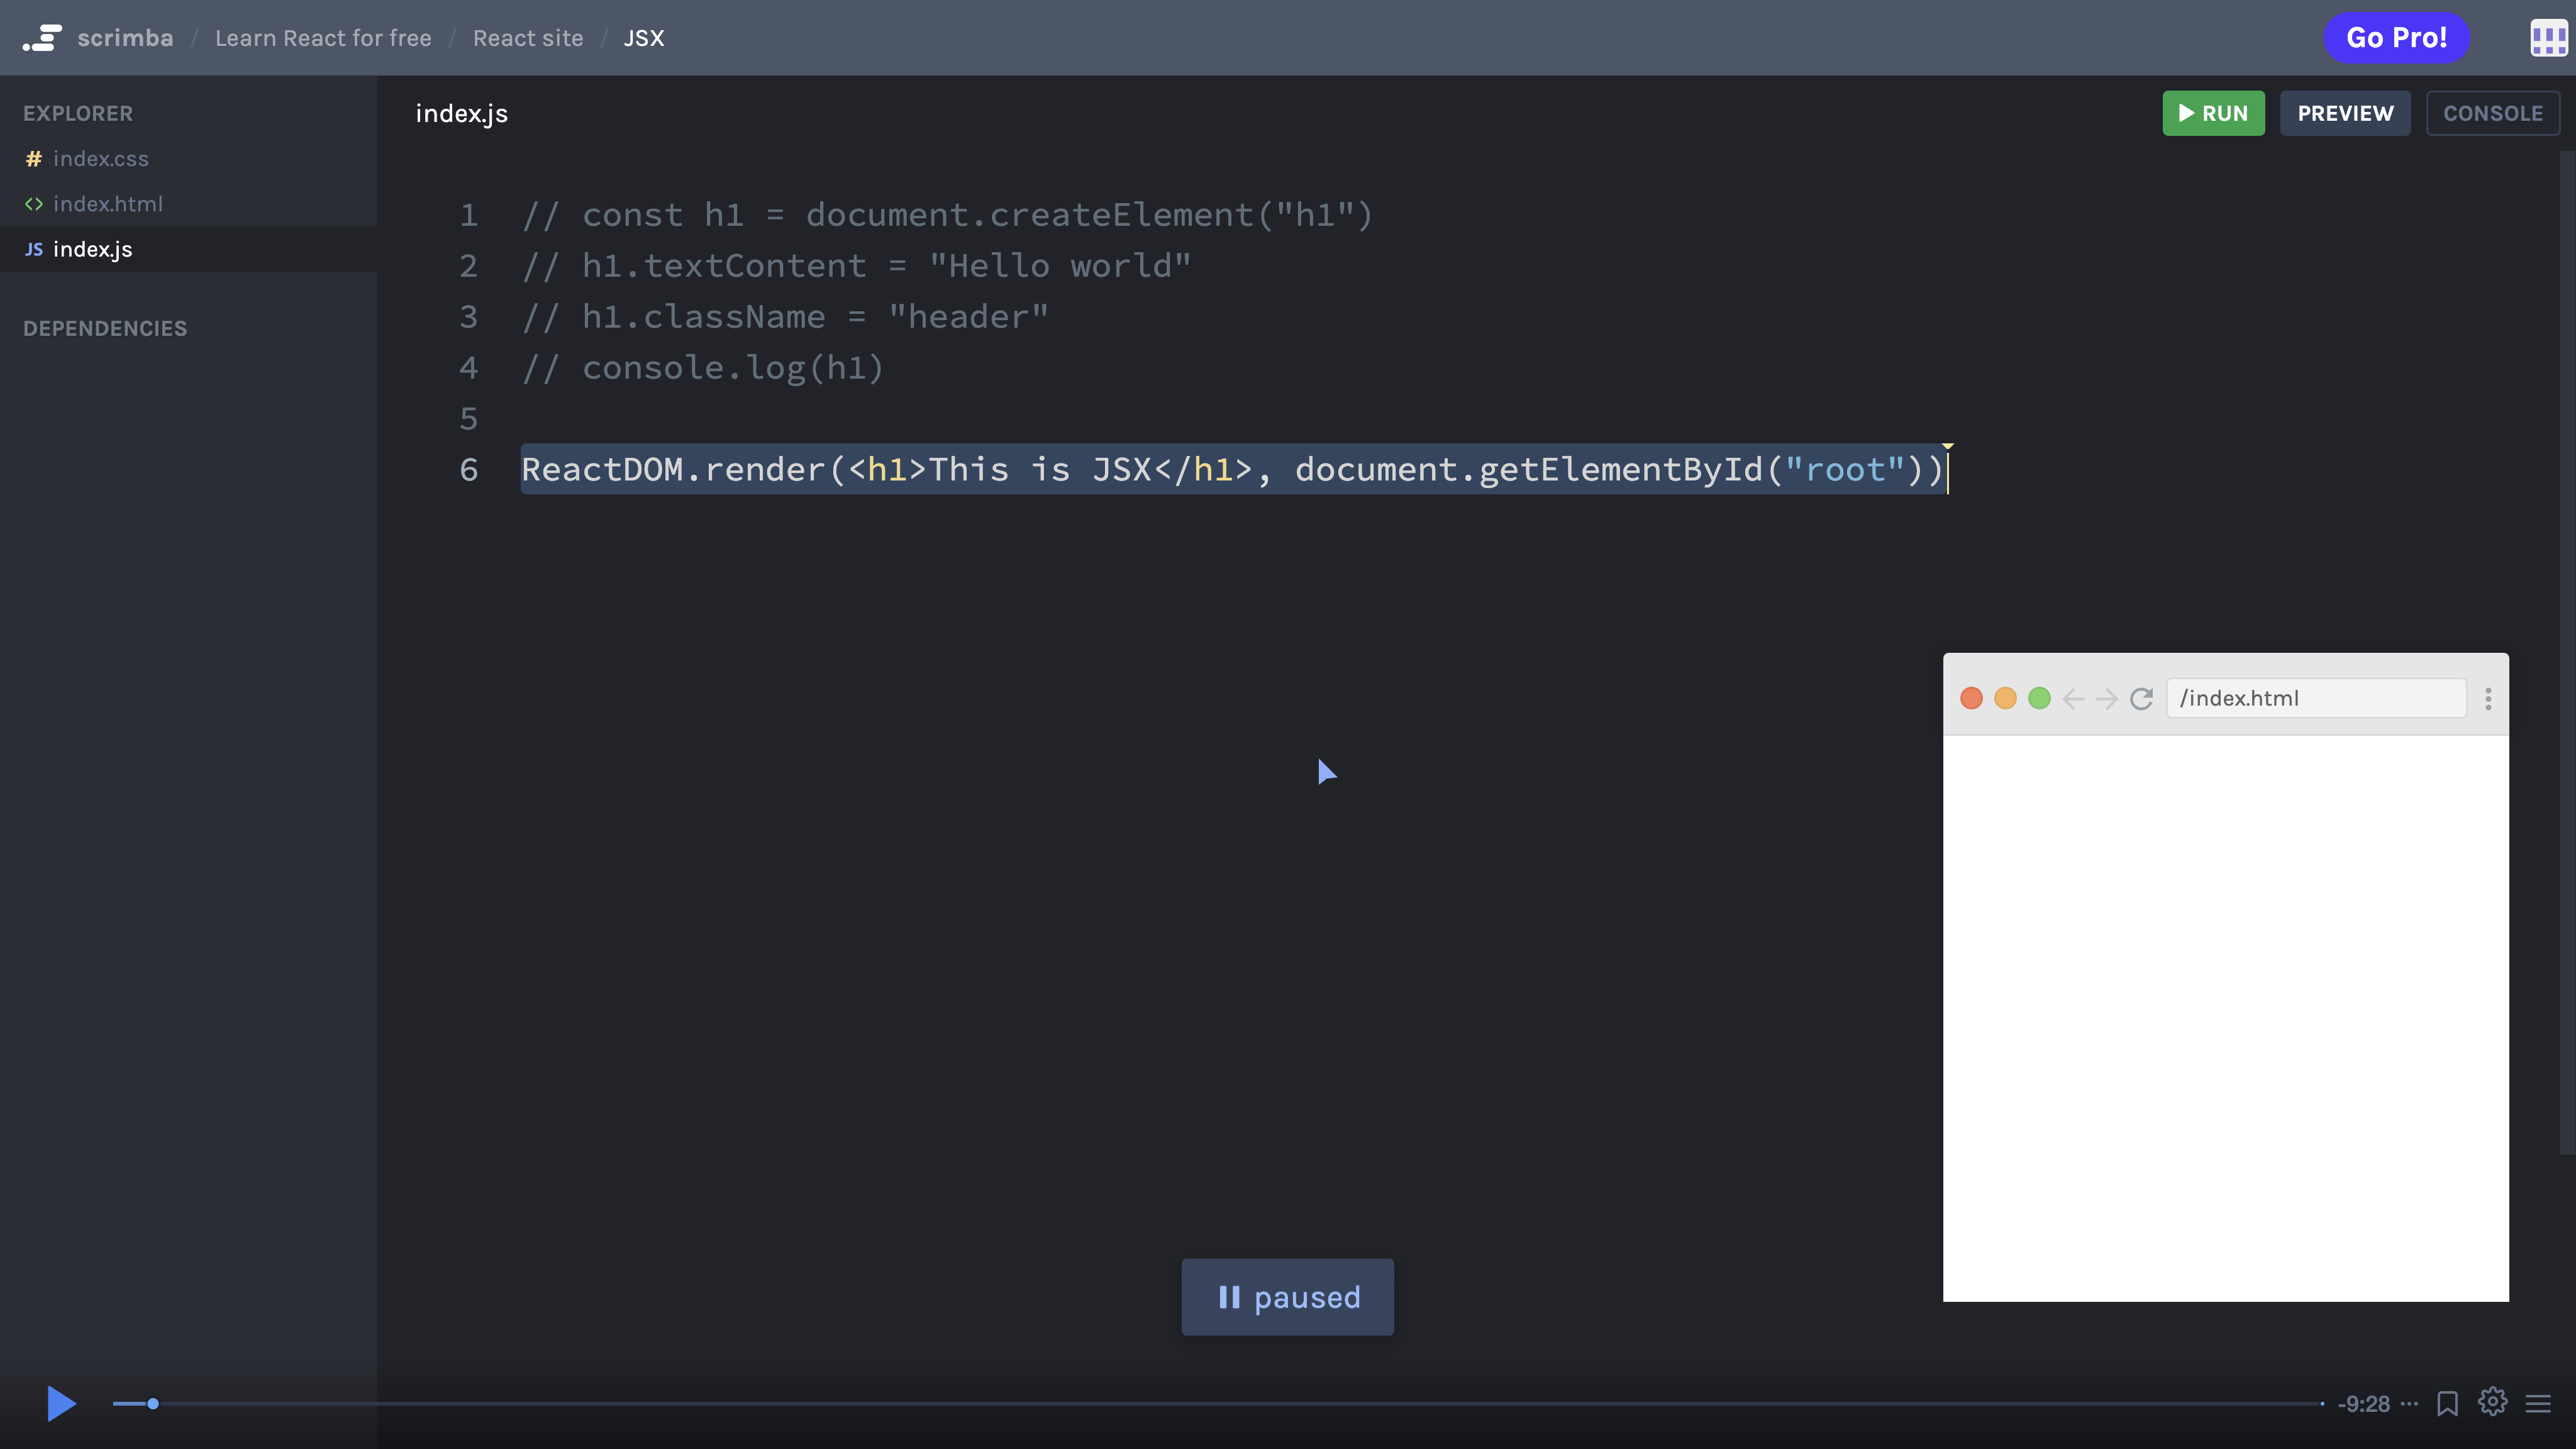 scrimba / Learn React for free / React site / JSX
Go Pro!
EXPLORER
# index.css
<> index.html
JS index.js
DEPENDENCIES
index.js
RUN PREVIEW CONSOLE
1 // const h1 = document.createElement("h1")
2 // h1.textContent = "Hello world"
3 // h1.className = "header"
4 // console.log(h1)
5
6 ReactDOM.render(<h1>This is JSX</h1>, document.getElementById("root"))
/index.html
paused
-9:28